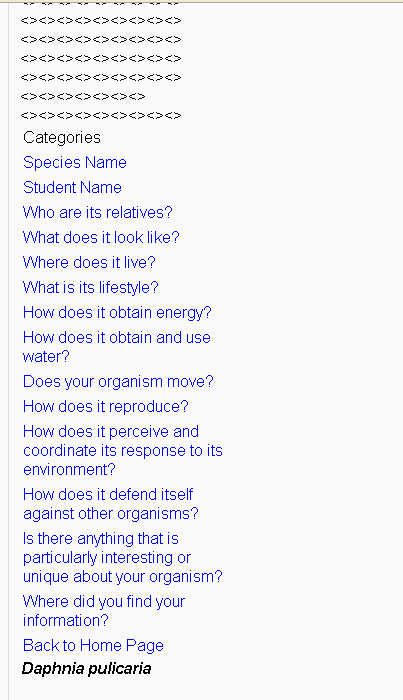 <><><><><><><><><>
<><><><><><><><><>
<><><><><><><><><>
<><><><><><><><><>
<><><><><><><>
<><><><><><><><><>
Categories
Species Name
Student Name
Who are its relatives?
What does it look like?
Where does it live?
What is its lifestyle?
How does it obtain energy?
How does it obtain and use
water?
Does your organism move?
How does it reproduce?
How does it perceive and
coordinate its response to its
environment?
How does it defend itself
against other organisms?
Is there anything that is
particularly interesting or
unique about your organism?
Where did you find your
information?
Back to Home Page
Daphnia pulicaria